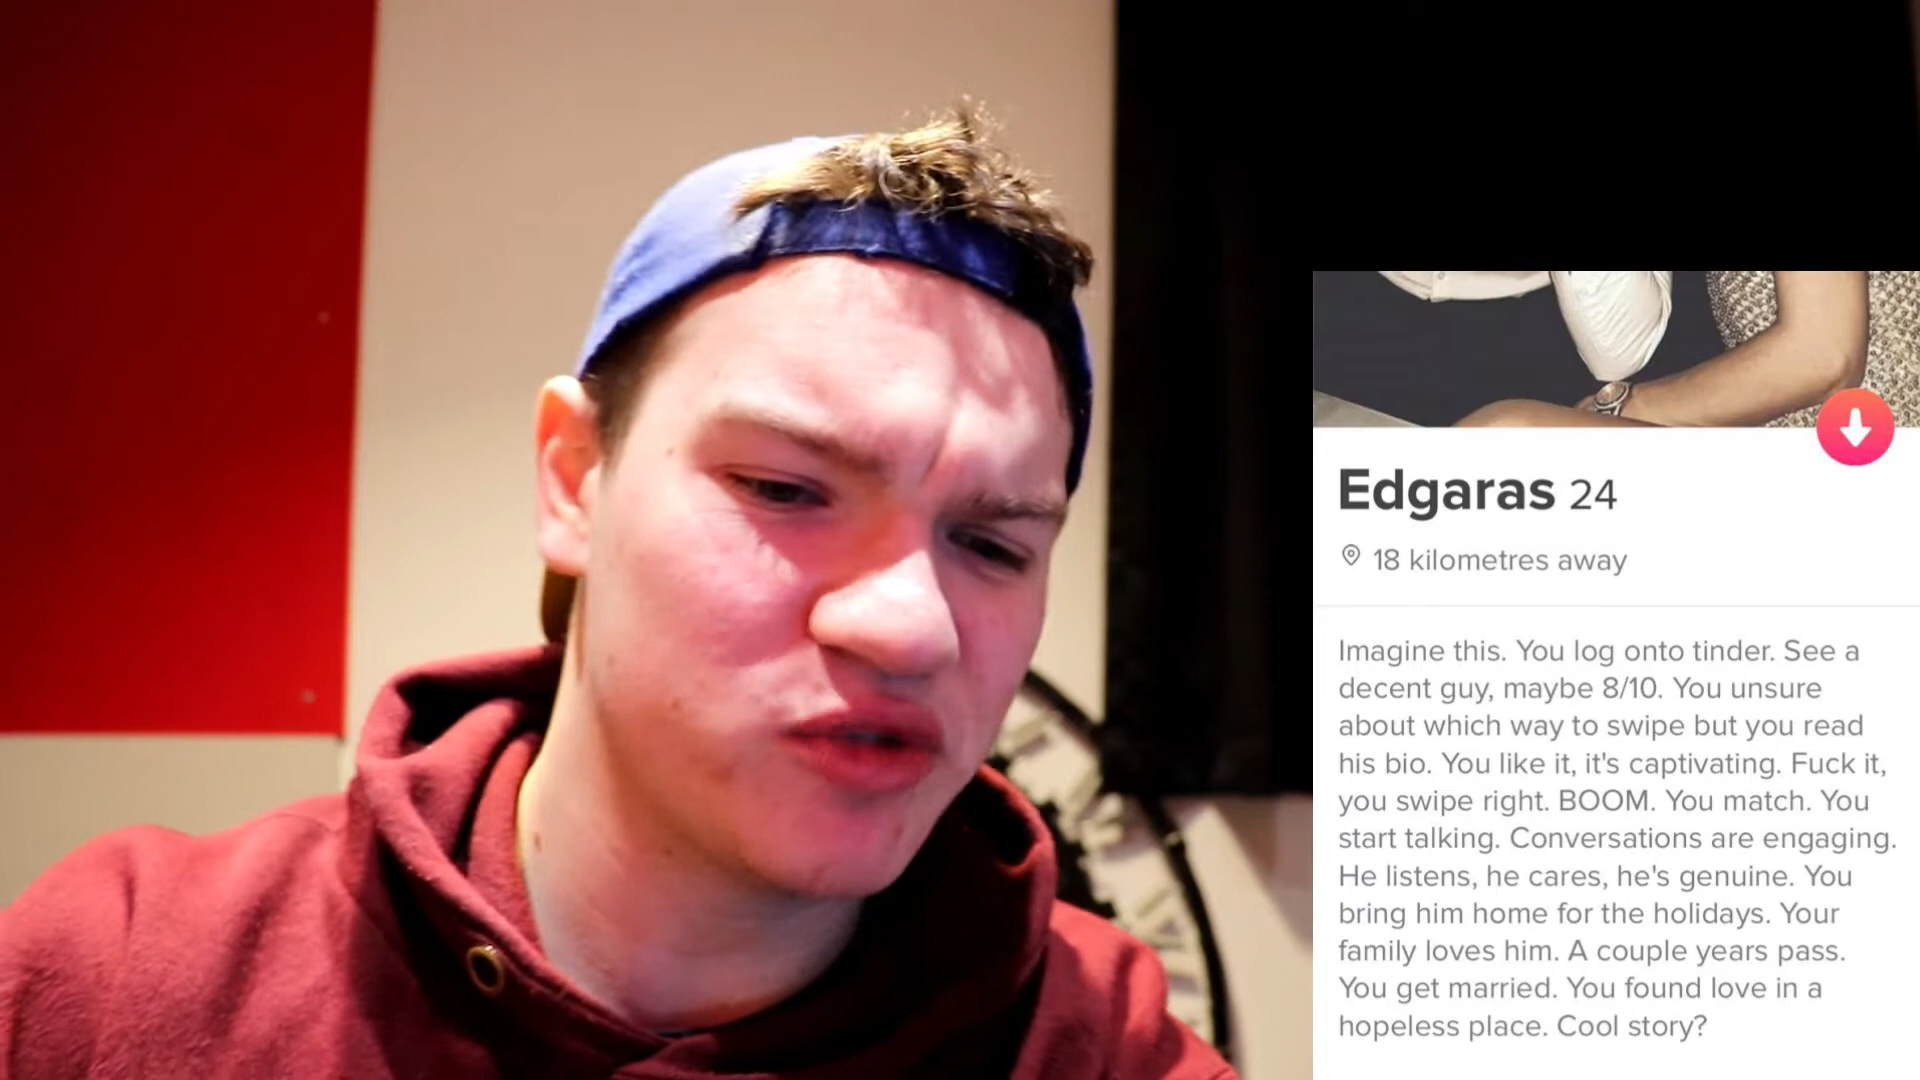 Edgaras 24
18 kilometres away
Imagine this. You log onto tinder. See a
decent guy, maybe 8/10. You unsure
about which way to swipe but you read
his bio. You like it, it's captivating. Fuck it,
you swipe right. BOOM. You match. You
start talking. Conversations are engaging.
He listens, he cares, he's genuine. You
bring him home for the holidays. Your
family loves him. A couple years pass.
You get married. You found love in a
hopeless place. Cool story?